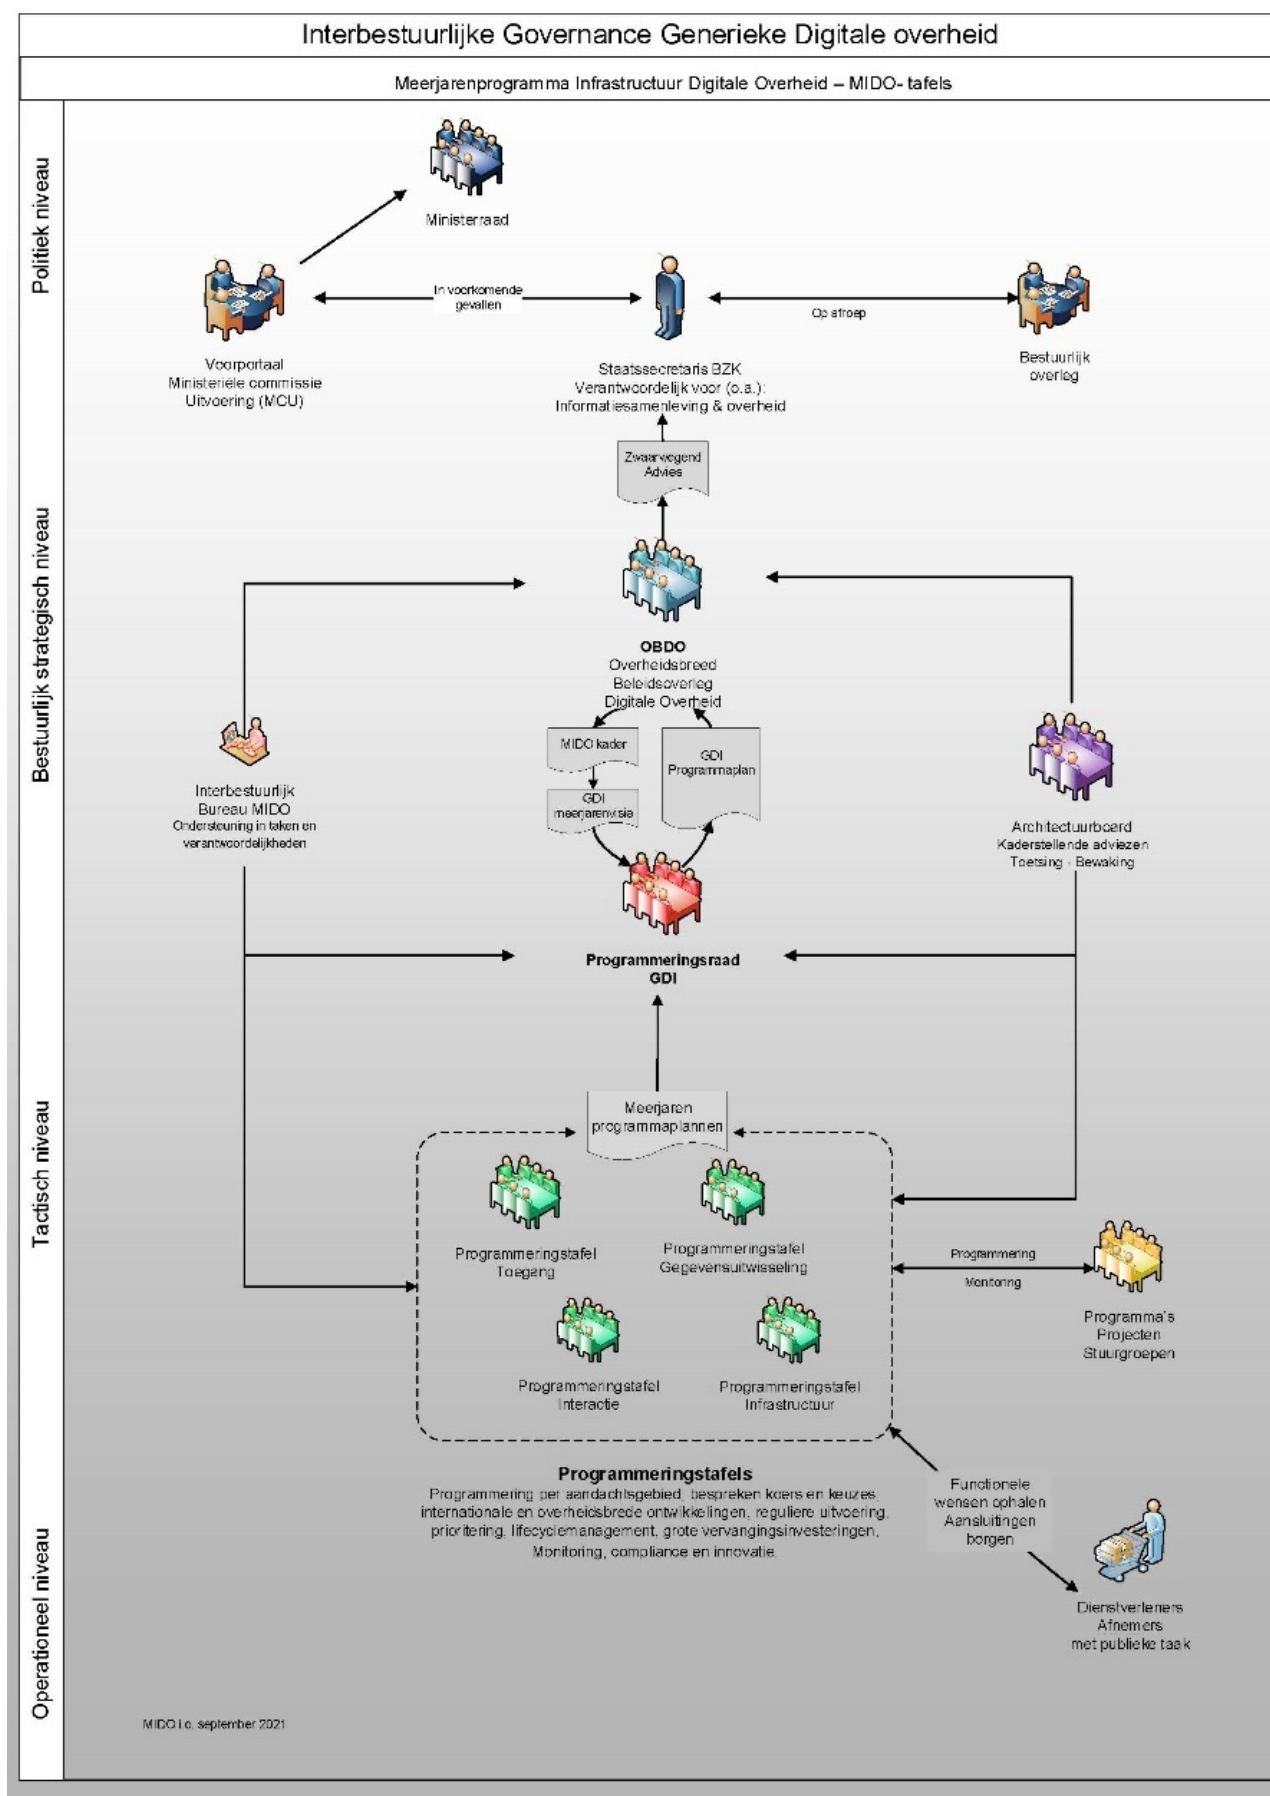 Interbestuurlijke Governance Generieke Digitale overheid
Meerjarenprogramma Infrastructuur Digitale Overheid – MIDO- tafels
Politiek niveau
Ministerraad
In voorkomende
gevallen
Op afroep
Voorportaal
Ministeriële commissie
Uitvoering (MCU)
Staatssecretaris BZK
Verantwoordelijk voor (o.a.):
Informatiesamenleving & overheid
Bestuurlijk
overleg
Zwaarwegend
Advies
Bestuurlijk strategisch niveau
OBDO
Overheidsbreed
Beleidsoverleg
Digitale Overheid
MIDO kader
GDI
meerjarenvisie
GDI
Programmaplan
Interbestuurlijk
Bureau MIDO
Ondersteuning in taken en
verantwoordelijkheden
Architectuurboard
Kaderstellende adviezen
Toetsing - Bewaking
Programmeringsraad
GDI
Tactisch niveau
Meerjaren
programmaplannen
Programmeringstafel
Toegang
Programmeringstafel
Gegevensuitwisseling
Programmeringstafel
Interactie
Programmeringstafel
Infrastructuur
Programmering
Monitoring
Programma's
Projecten
Stuurgroepen
Programmeringstafels
Programmering per aandachtsgebied, bespreken koers en keuzes,
internationale en overheidsbrede ontwikkelingen, reguliere uitvoering,
prioritering, lifecyclemanagement, grote vervangingsinvesteringen,
Monitoring, compliance en innovatie.
Functionele
wensen ophalen
Aansluitingen
borgen
Operationeel niveau
Dienstverleners
Afnemers
met publieke taak
MIDO i.o. september 2021